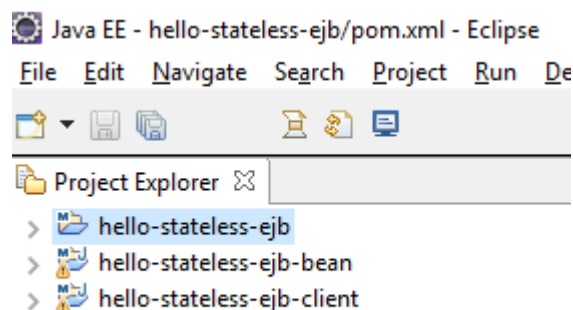 Java EE - hello-stateless-ejb/pom.xml - Eclipse
File Edit Navigate Search Project Run De
Project Explorer
hello-stateless-ejb
hello-stateless-ejb-bean
hello-stateless-ejb-client